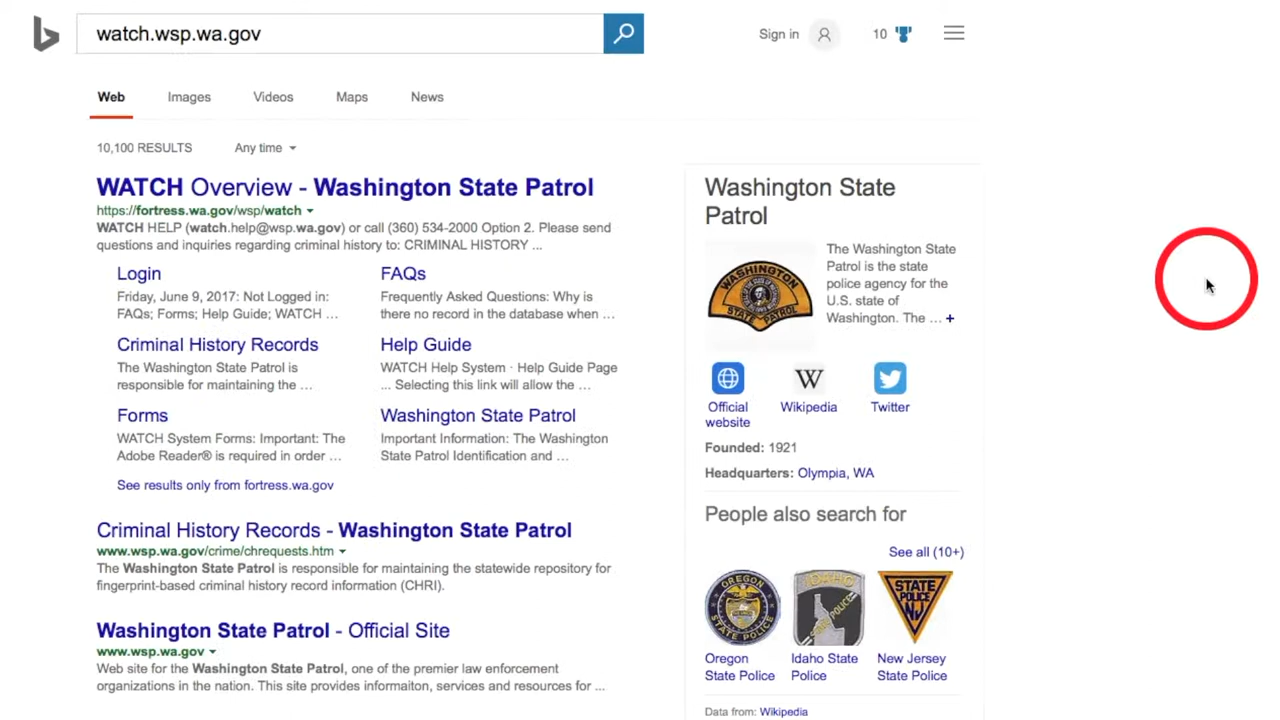 watch.wsp.wa.gov
Sign in
10
Web
Images
Videos
Maps
News
10,100 RESULTS
Any time
WATCH Overview - Washington State Patrol
https://fortress.wa.gov/wsp/watch
WATCH HELP (watch.help@wsp.wa.gov) or call (360) 534-2000 Option 2. Please send
questions and inquiries regarding criminal history to: CRIMINAL HISTORY ...
Login
Friday, June 9, 2017: Not Logged in:
FAQs; Forms; Help Guide; WATCH ...
FAQs
Frequently Asked Questions: Why is
there no record in the database when ...
Criminal History Records
The Washington State Patrol is
responsible for maintaining the ...
Help Guide
WATCH Help System · Help Guide Page
... Selecting this link will allow the ...
Forms
WATCH System Forms: Important: The
Adobe Reader® is required in order ...
Washington State Patrol
Important Information: The Washington
State Patrol Identification and ...
See results only from fortress.wa.gov
Criminal History Records - Washington State Patrol
www.wsp.wa.gov/crime/chrequests.htm
The Washington State Patrol is responsible for maintaining the statewide repository for
fingerprint-based criminal history record information (CHRI).
Washington State Patrol - Official Site
www.wsp.wa.gov
Web site for the Washington State Patrol, one of the premier law enforcement
organizations in the nation. This site provides informaiton, services and resources for ...
Washington State
Patrol
WASHINGTON
STATE PATROL
The Washington State
Patrol is the state
police agency for the
U.S. state of
Washington. The ... +
W
Official
website
Wikipedia
Twitter
Founded: 1921
Headquarters: Olympia, WA
People also search for
See all (10+)
OREGON
STATE POLICE
IDAHO
STATE POLICE
STATE
POLICE
NJ
Oregon
State Police
Idaho State
Police
New Jersey
State Police
Data from: Wikipedia